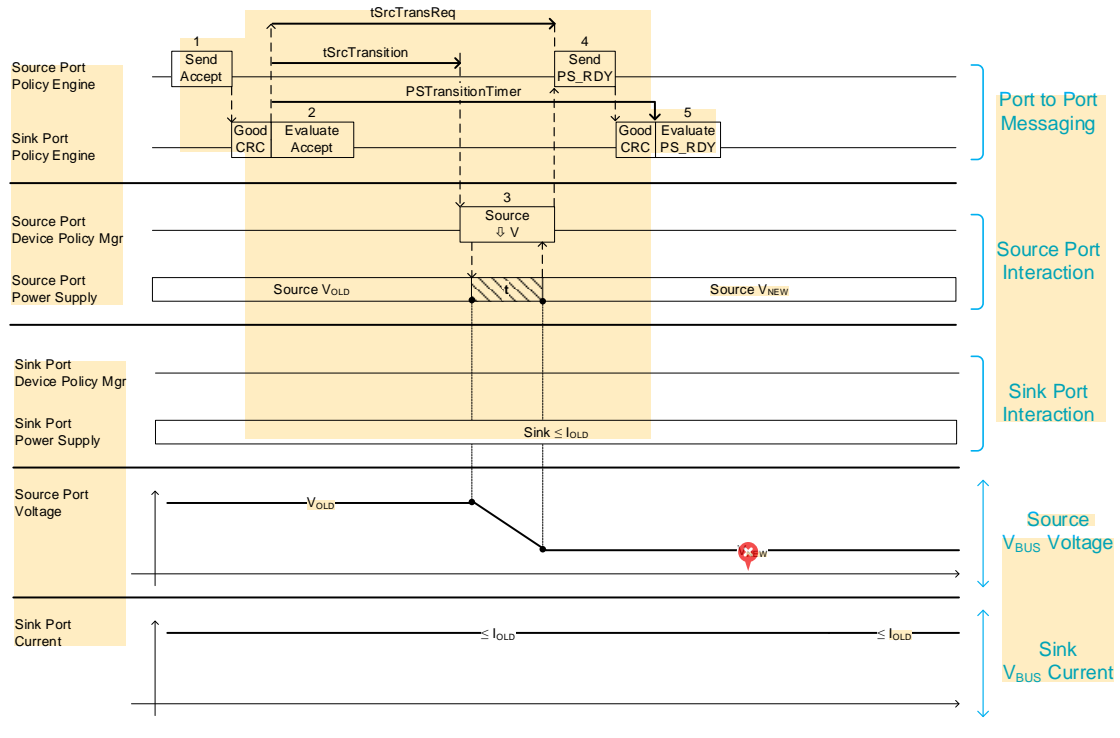 tSrcTransReq
1
4
Send
Accept
tSrcTransition
Send
PS_RDY
Source Port
Policy Engine
PSTransitionTimer
Port to Port
Messaging
2
5
Sink Port
Policy Engine
Good
CRC
Evaluate
Accept
Good
CRC
Evaluate
PS_RDY
3
Source Port
Device Policy Mgr
Source
⇩ V
Source Port
Interaction
Source Port
Power Supply
Source VOLD
t
Source VNEW
Sink Port
Device Policy Mgr
Sink Port
Interaction
Sink Port
Power Supply
Sink ≤ IOLD
Source Port
Voltage
VOLD
Source
VBUS Voltage
Sink Port
Current
≤ IOLD
≤ IOLD
Sink
VBUS Current